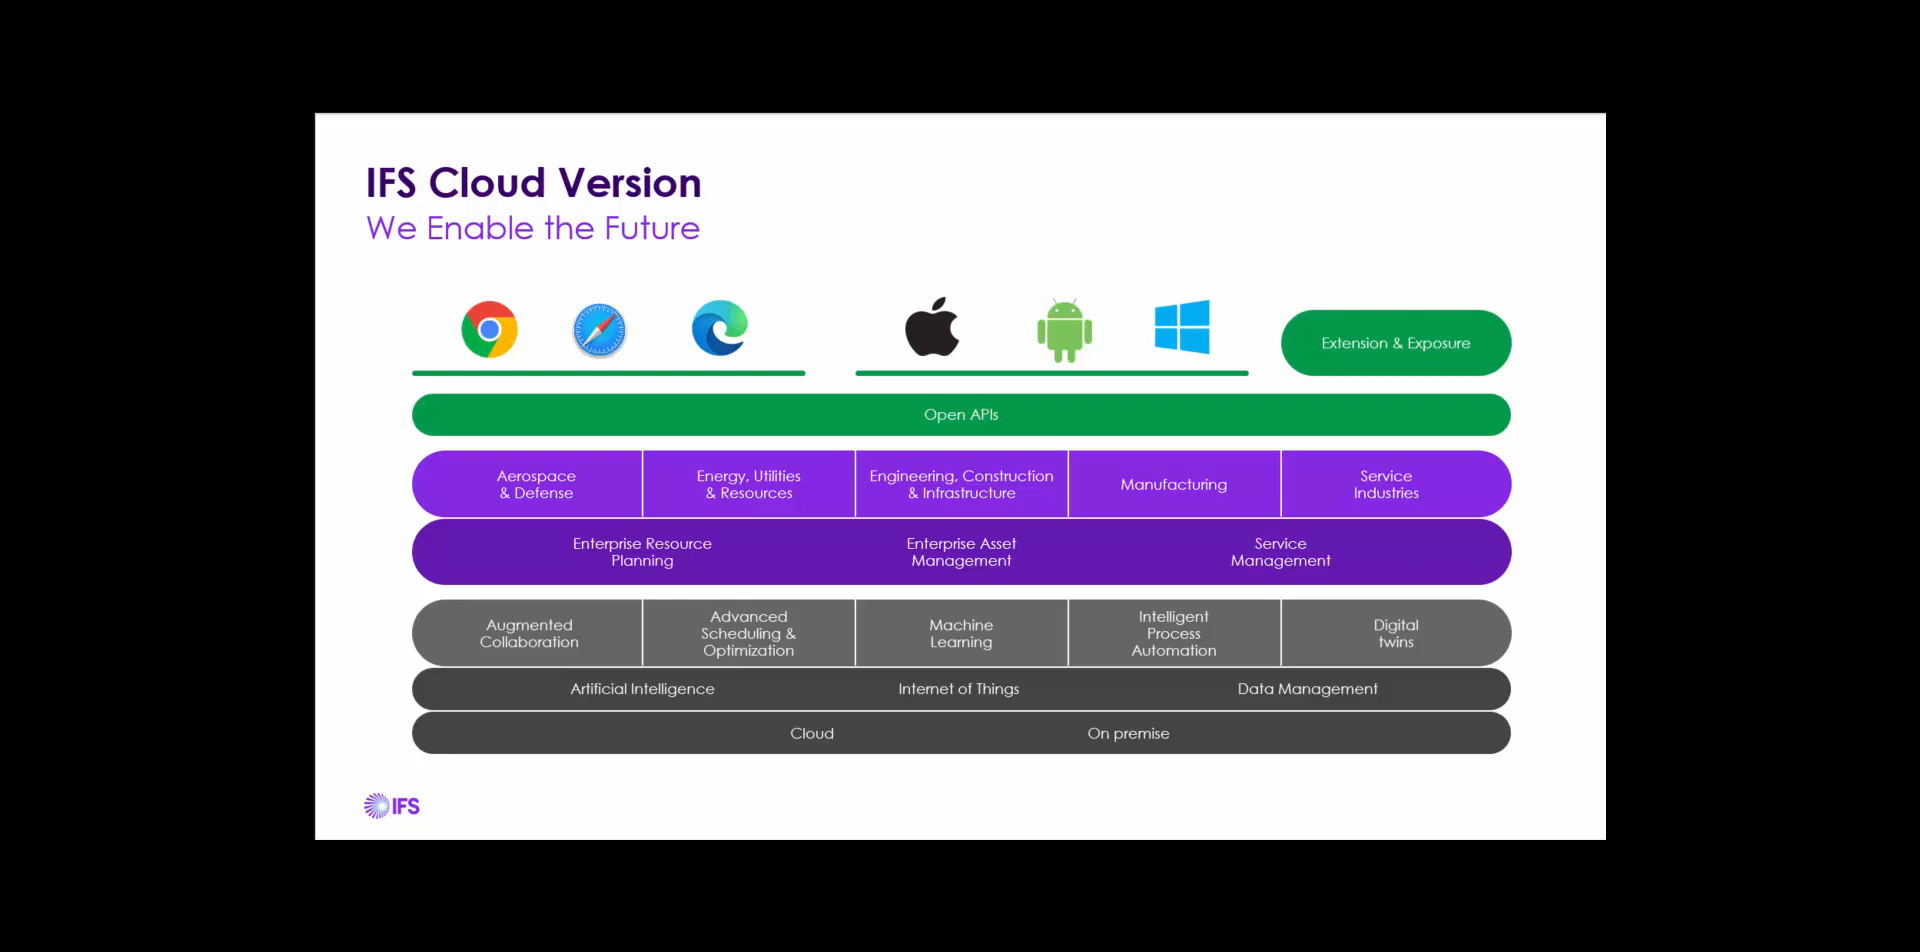 IFS Cloud Version
We Enable the Future
Extension & Exposure
Open APIs
Aerospace
& Defense
Energy, Utilities
& Resources
Engineering, Construction
& Infrastructure
Manufacturing
Service
Industries
Enterprise Resource
Planning
Enterprise Asset
Management
Service
Management
Augmented
Collaboration
Advanced
Scheduling &
Optimization
Machine
Learning
Intelligent
Process
Automation
Digital
twins
Artificial Intelligence
Internet of Things
Data Management
Cloud
On premise
IFS